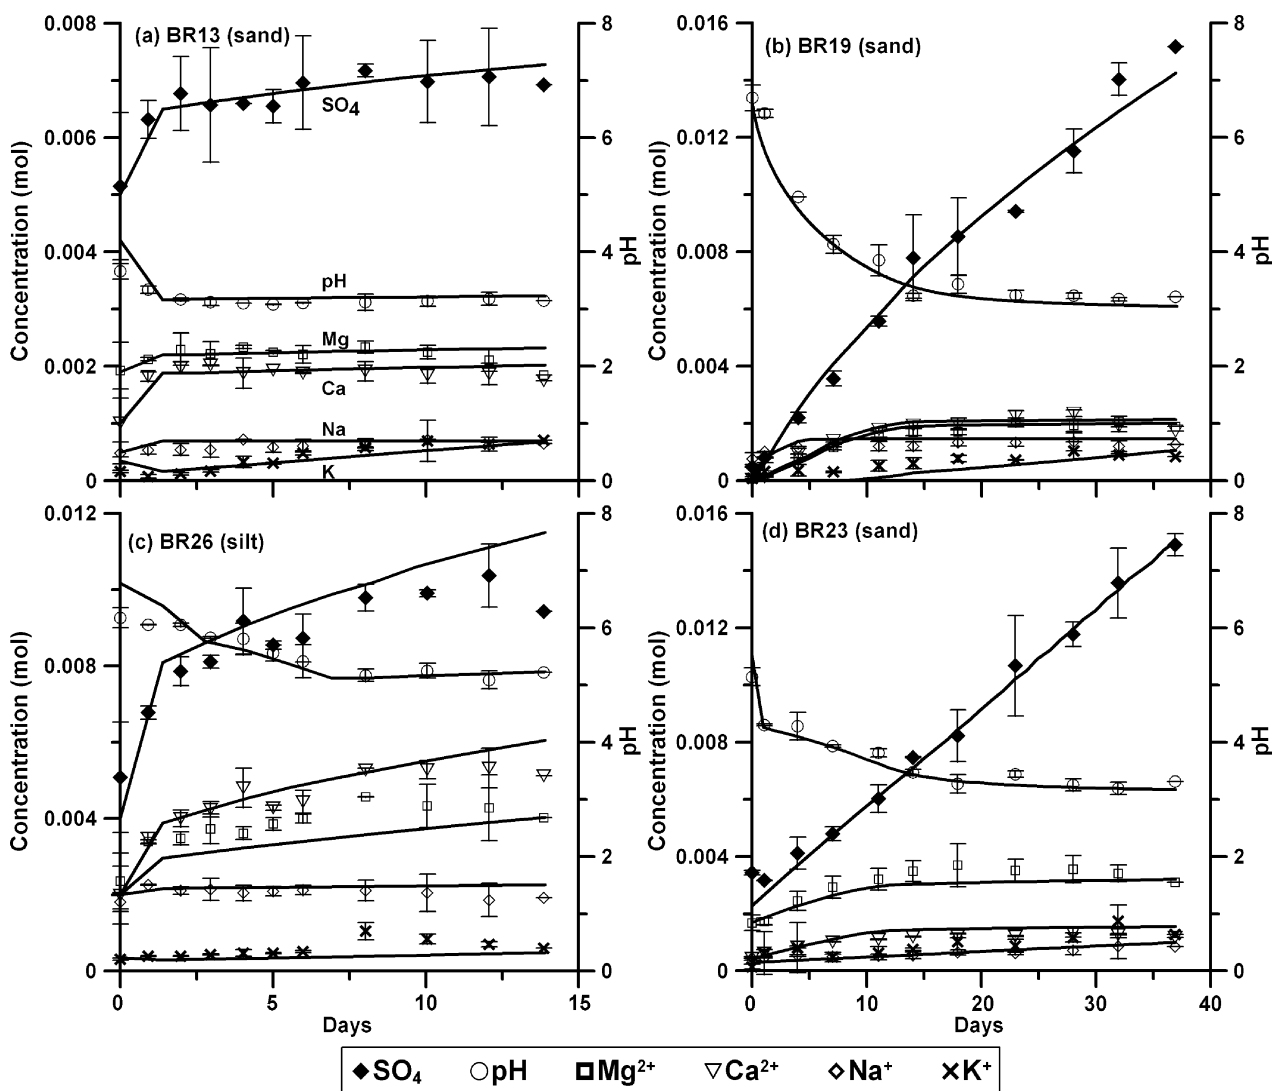 (a) BR13 (sand)
0.008
0.006
0.004
0.002
0
Concentration (mol)
SO4
pH
Mg
Ca
Na
K
8
6
4
2
0
pH
(b) BR19 (sand)
0.016
0.012
0.008
0.004
0
Concentration (mol)
8
6
4
2
0
pH
(c) BR26 (silt)
0.012
0.008
0.004
0
Concentration (mol)
8
6
4
2
0
pH
0 5 10 15
Days
(d) BR23 (sand)
0.016
0.012
0.008
0.004
0
Concentration (mol)
8
6
4
2
0
pH
0 10 20 30 40
Days
SO₄ pH Mg²⁺ Ca²⁺ Na⁺ K⁺